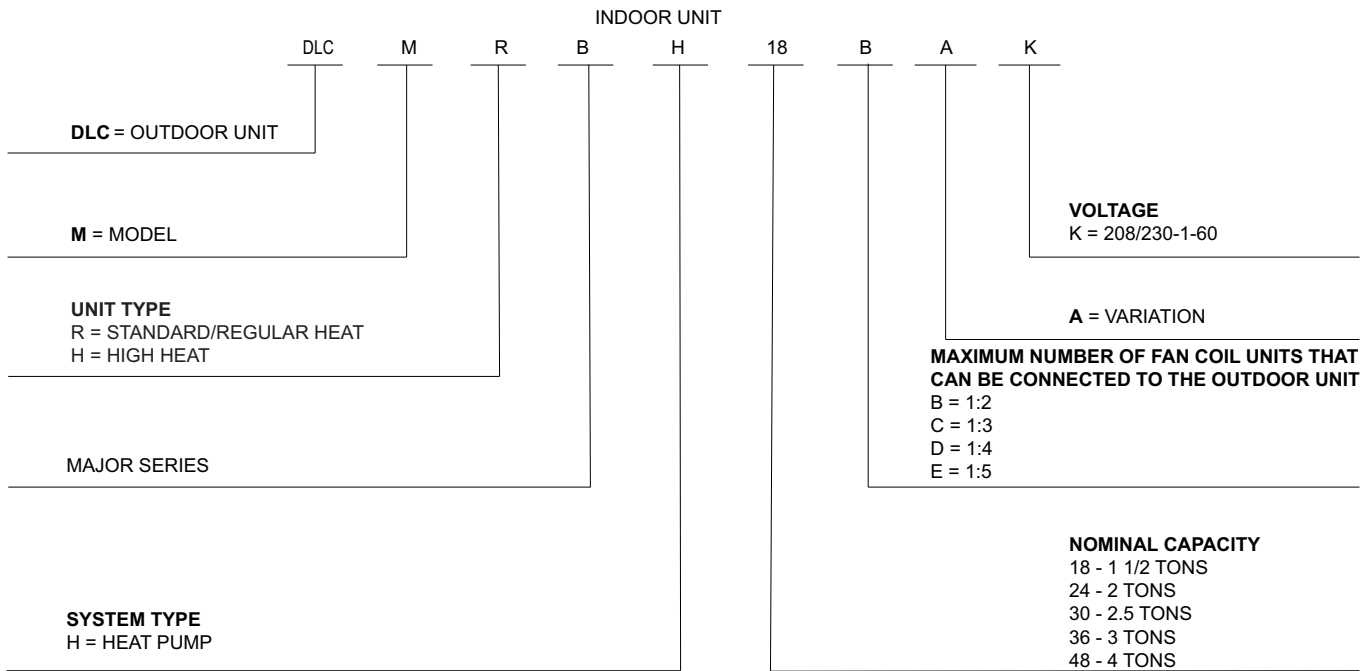 INDOOR UNIT
DLC M R B H 18 B A K
DLC = OUTDOOR UNIT
M = MODEL
UNIT TYPE
R = STANDARD/REGULAR HEAT
H = HIGH HEAT
MAJOR SERIES
SYSTEM TYPE
H = HEAT PUMP
VOLTAGE
K = 208/230-1-60
A = VARIATION
MAXIMUM NUMBER OF FAN COIL UNITS THAT
CAN BE CONNECTED TO THE OUTDOOR UNIT
B = 1:2
C = 1:3
D = 1:4
E = 1:5
NOMINAL CAPACITY
18 - 1 1/2 TONS
24 - 2 TONS
30 - 2.5 TONS
36 - 3 TONS
48 - 4 TONS